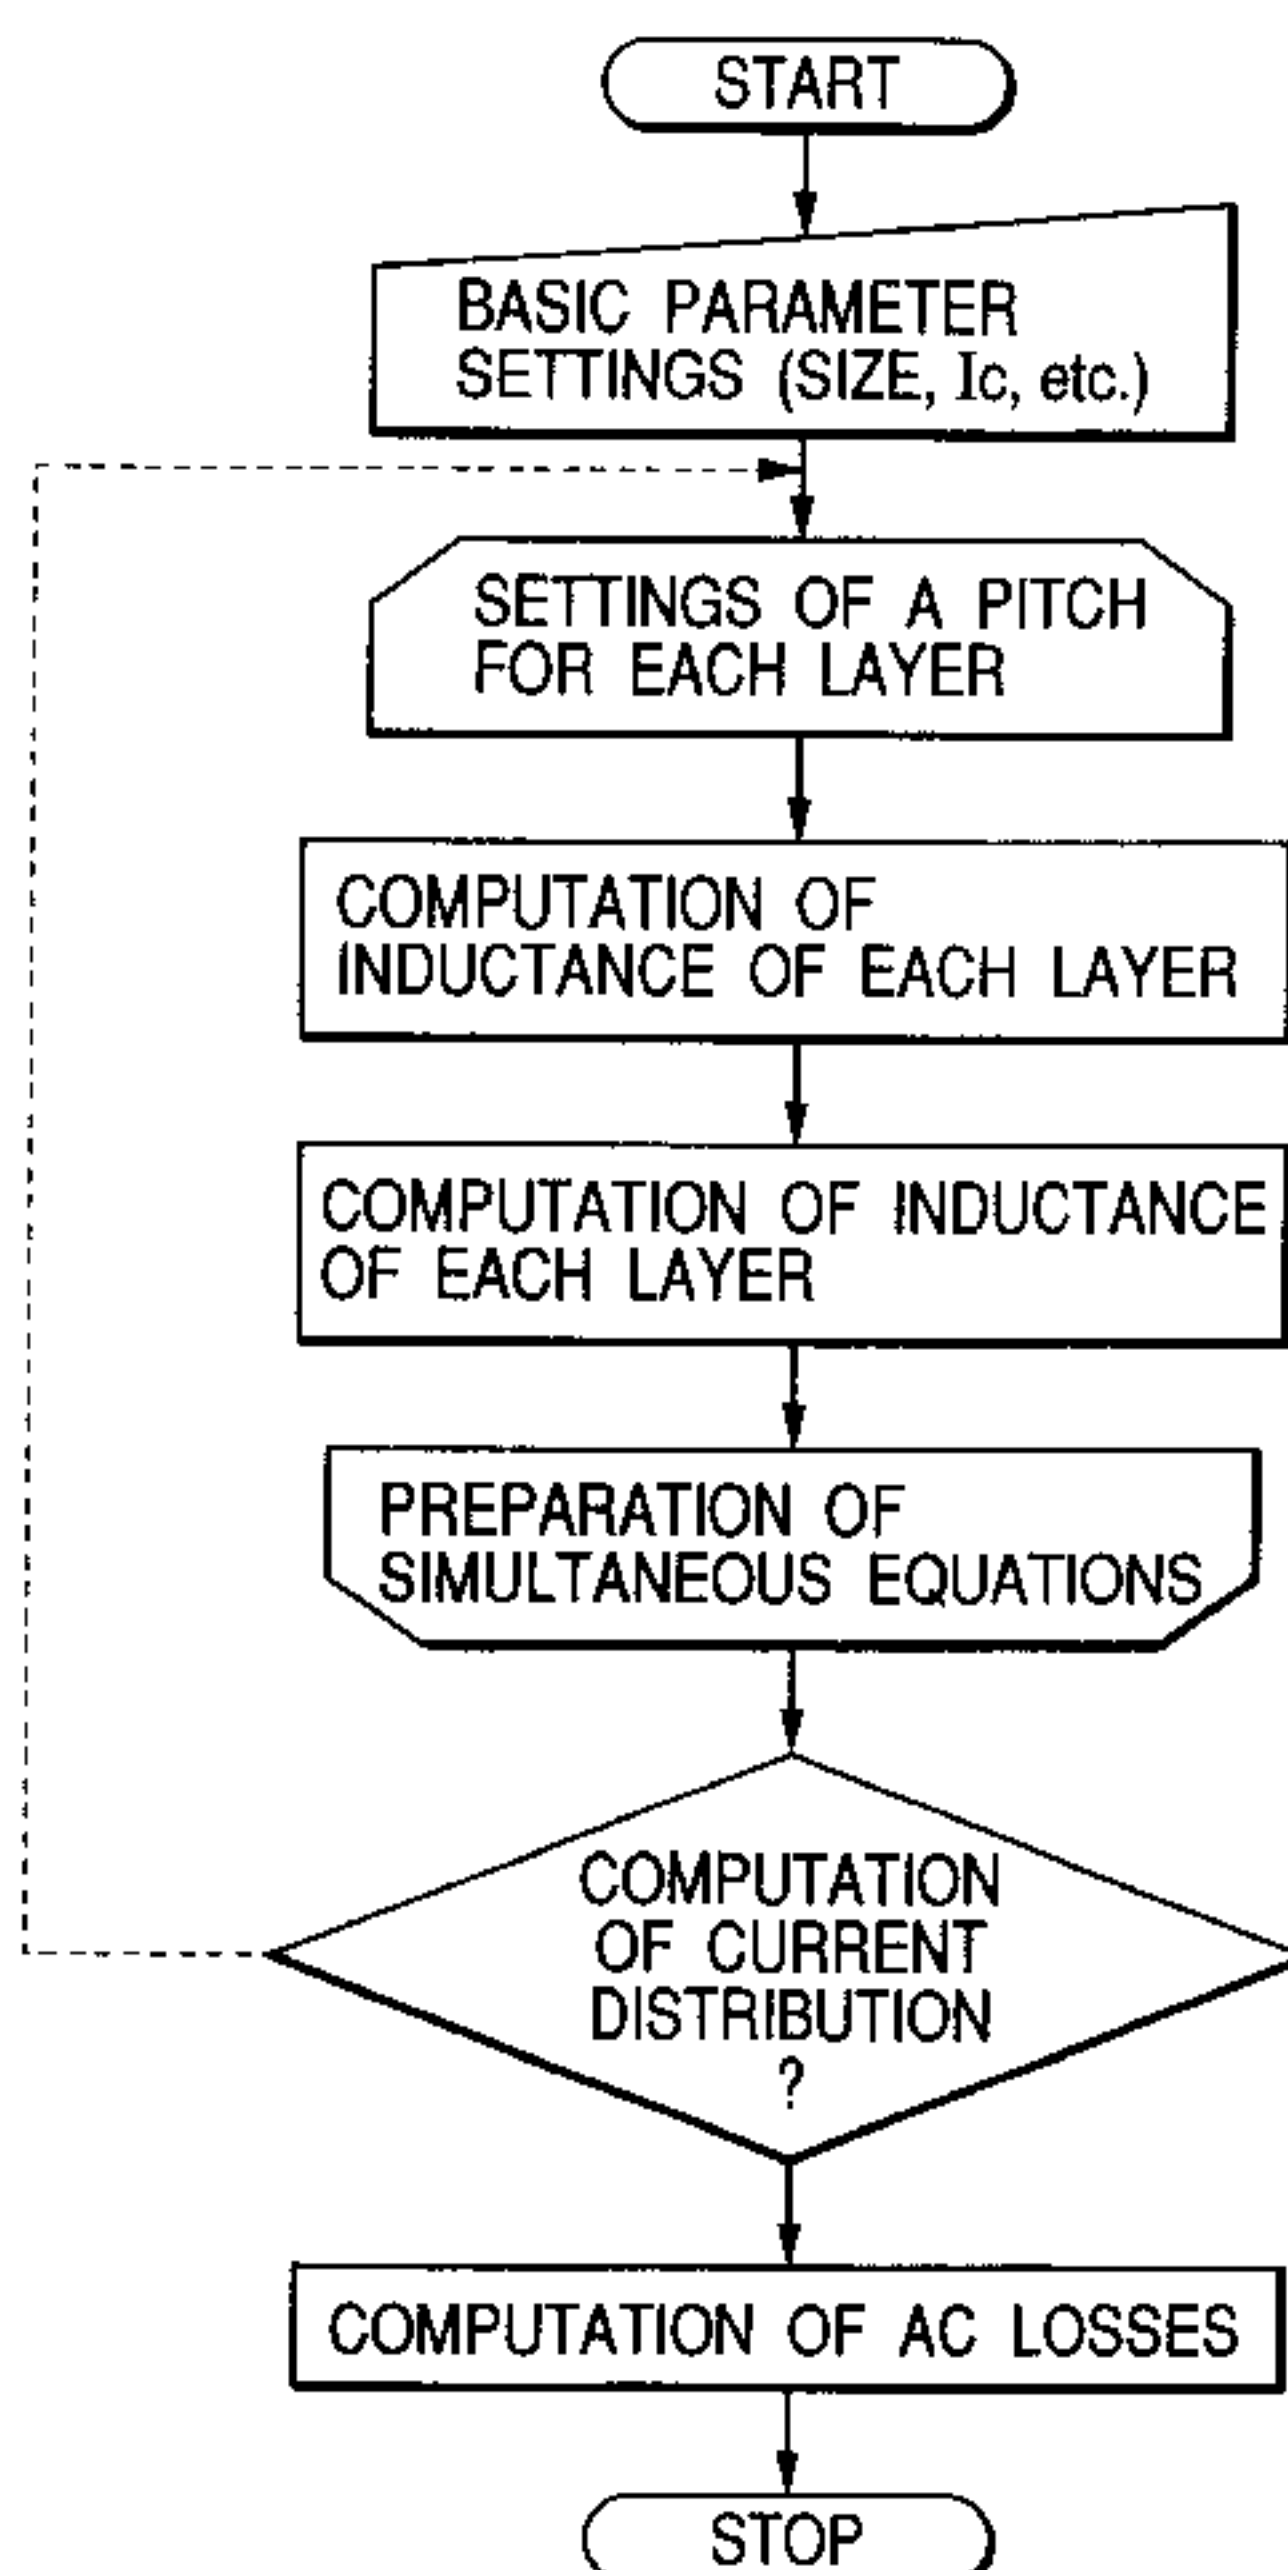 START
BASIC PARAMETER
SETTINGS (SIZE, Ic, etc.)
SETTINGS OF A PITCH
FOR EACH LAYER
COMPUTATION OF
INDUCTANCE OF EACH LAYER
COMPUTATION OF INDUCTANCE
OF EACH LAYER
PREPARATION OF
SIMULTANEOUS EQUATIONS
COMPUTATION
OF CURRENT
DISTRIBUTION
?
COMPUTATION OF AC LOSSES
STOP